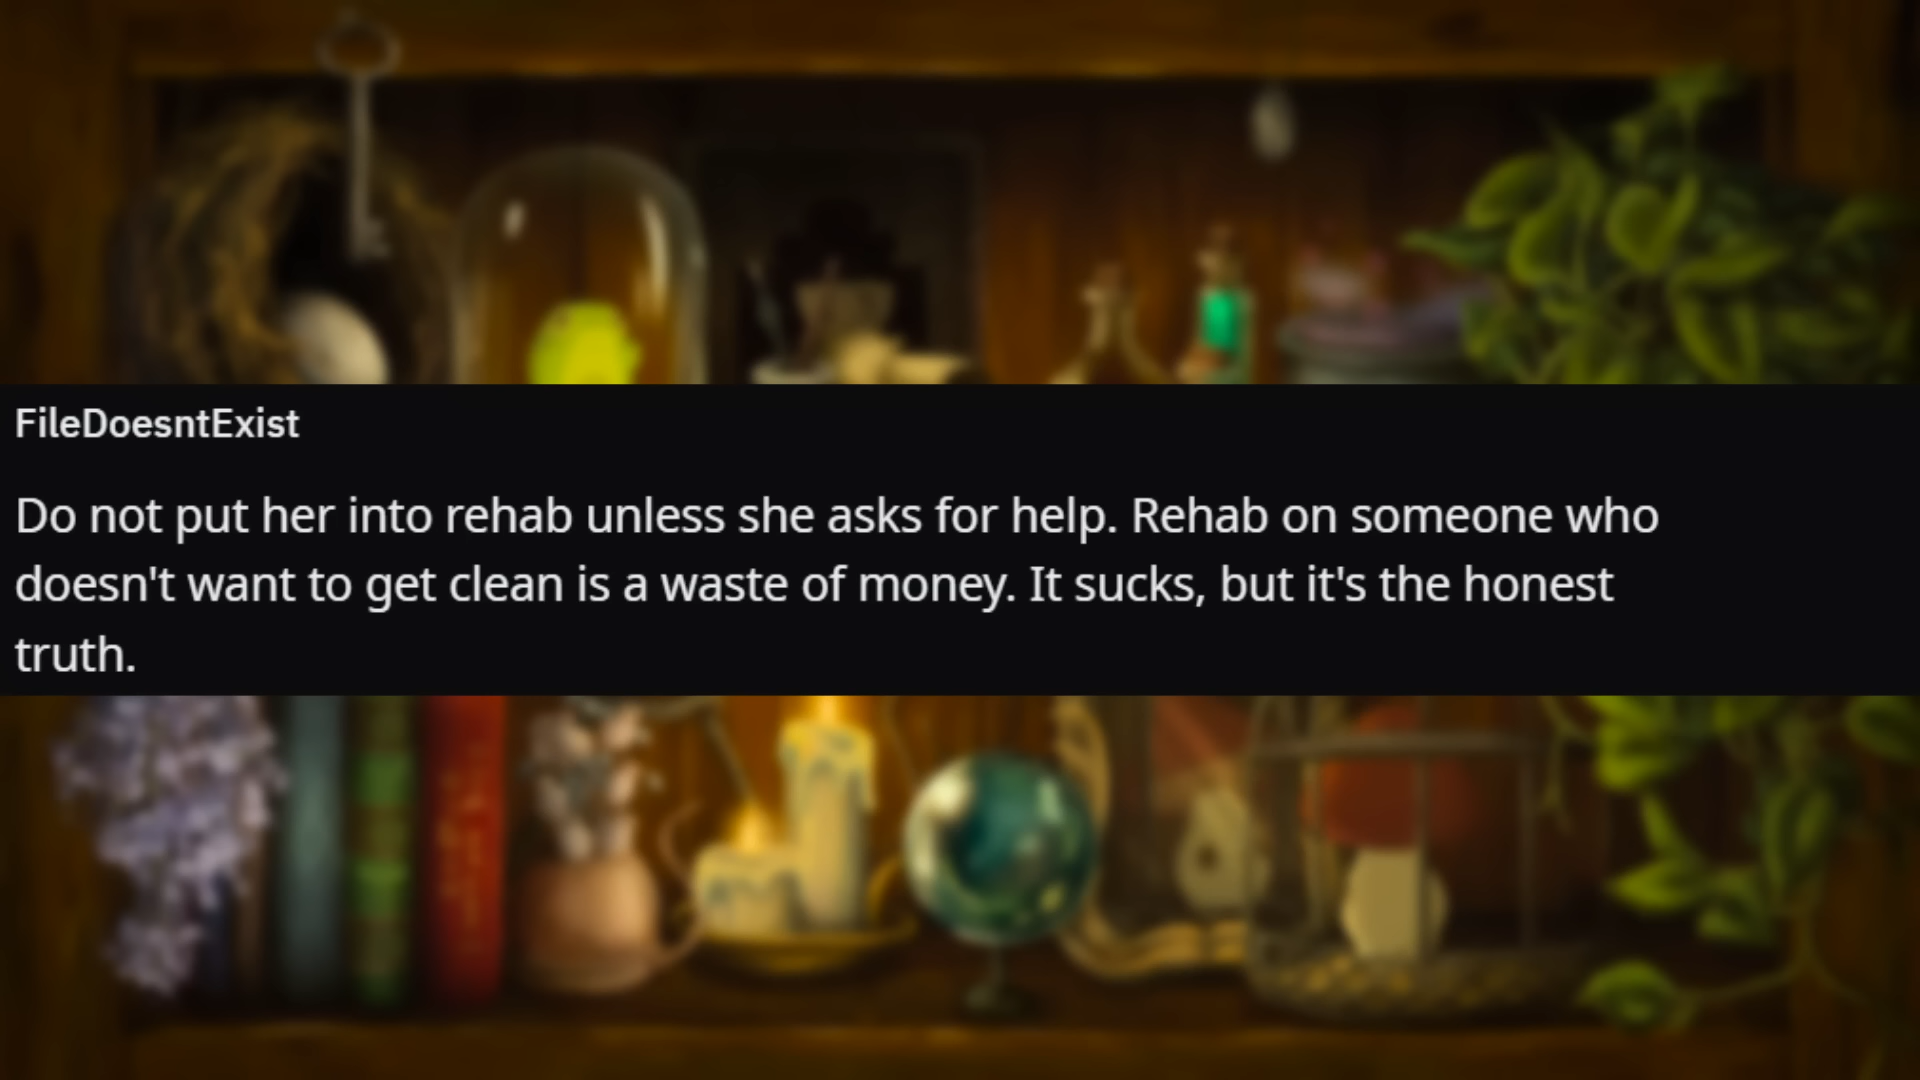 FileDoesntExist
Do not put her into rehab unless she asks for help. Rehab on someone who
doesn't want to get clean is a waste of money. It sucks, but it's the honest
truth.